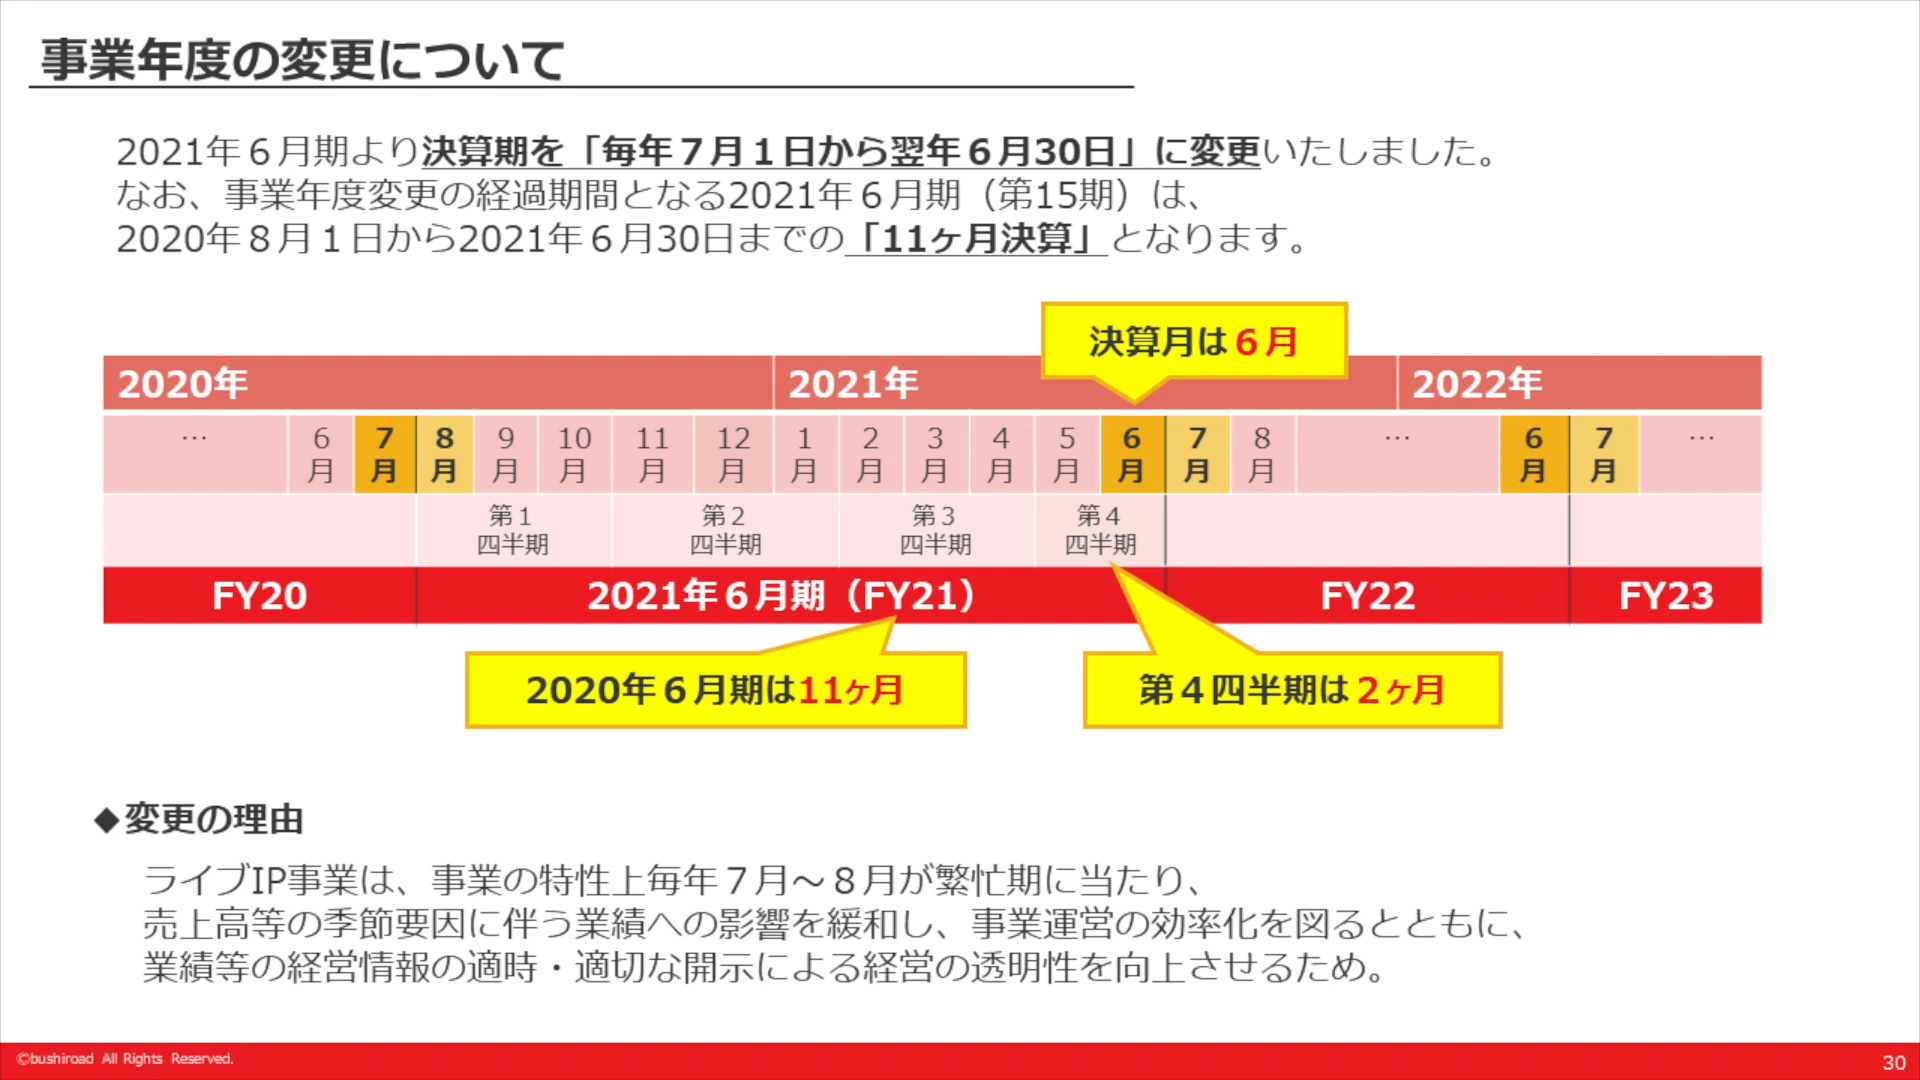 事業年度の変更について
2021年６月期より決算期を「毎年７月１日から翌年６月30日」に変更いたしました。
なお、事業年度変更の経過期間となる2021年６月期（第15期）は、
2020年８月１日から2021年６月30日までの「11ヶ月決算」となります。
決算月は６月
2020年 2021年 2022年
… 6月 7月 8月 9月 10月 11月 12月 1月 2月 3月 4月 5月 6月 7月 8月 … 6月 7月 …
第１四半期 第２四半期 第３四半期 第４四半期
FY20 2021年６月期（FY21） FY22 FY23
2020年６月期は11ヶ月 第４四半期は２ヶ月
◆変更の理由
ライブIP事業は、事業の特性上毎年７月～８月が繁忙期に当たり、
売上高等の季節要因に伴う業績への影響を緩和し、事業運営の効率化を図るとともに、
業績等の経営情報の適時・適切な開示による経営の透明性を向上させるため。
©bushiroad All Rights Reserved.
30